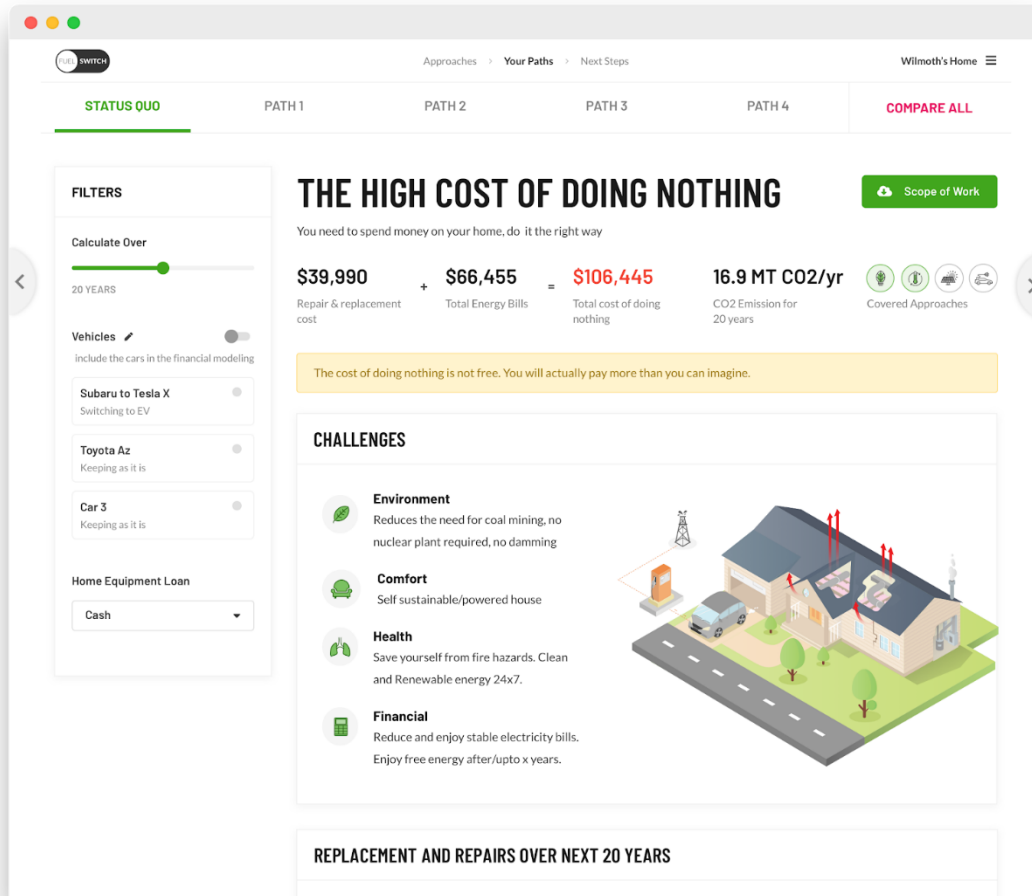 FUEL SWITCH
Approaches > Your Paths > Next Steps
Wilmoth's Home
STATUS QUO
PATH 1
PATH 2
PATH 3
PATH 4
COMPARE ALL
FILTERS
Calculate Over
20 YEARS
Vehicles
include the cars in the financial modeling
Subaru to Tesla X
Switching to EV
Toyota Az
Keeping as it is
Car 3
Keeping as it is
Home Equipment Loan
Cash
THE HIGH COST OF DOING NOTHING
Scope of Work
You need to spend money on your home, do it the right way
$39,990
Repair & replacement
cost
+
$66,455
Total Energy Bills
=
$106,445
Total cost of doing
nothing
16.9 MT CO2/yr
CO2 Emission for
20 years
Covered Approaches
The cost of doing nothing is not free. You will actually pay more than you can imagine.
CHALLENGES
Environment
Reduces the need for coal mining, no
nuclear plant required, no damming
Comfort
Self sustainable/powered house
Health
Save yourself from fire hazards. Clean
and Renewable energy 24x7.
Financial
Reduce and enjoy stable electricity bills.
Enjoy free energy after/upto x years.
REPLACEMENT AND REPAIRS OVER NEXT 20 YEARS